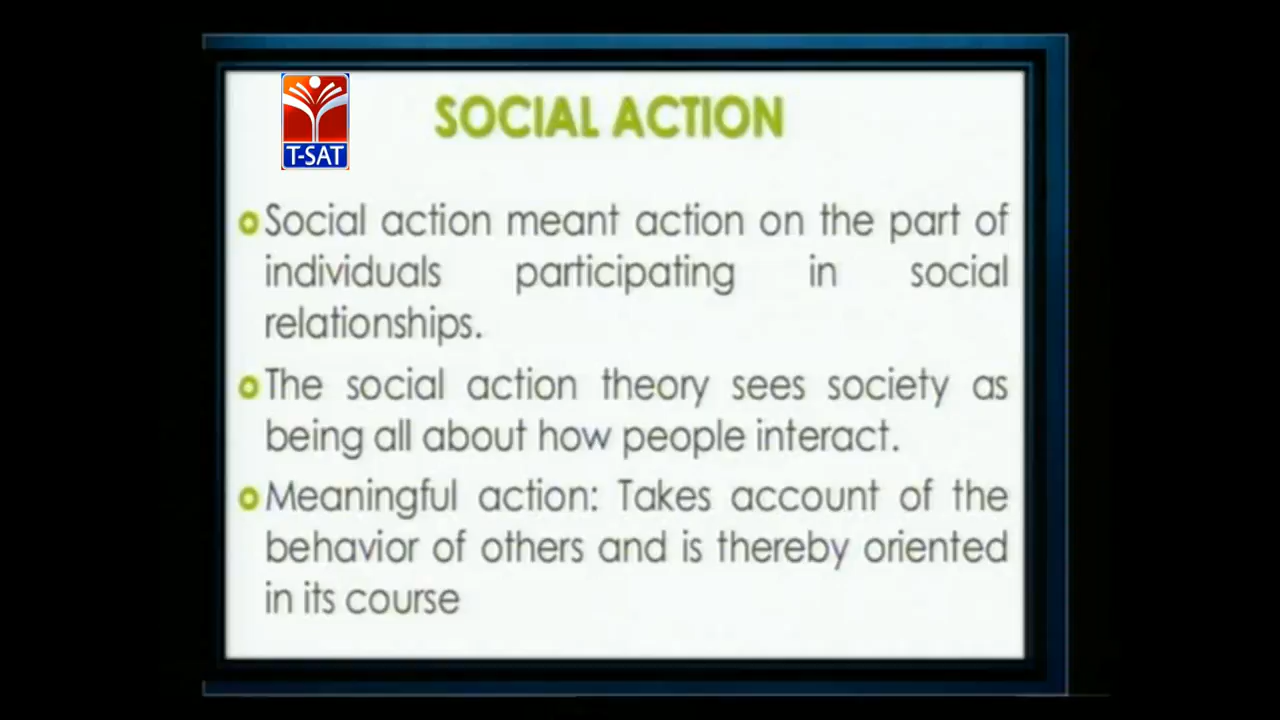 T-SAT
SOCIAL ACTION
Social action meant action on the part of
individuals participating in social
relationships.
The social action theory sees society as
being all about how people interact.
Meaningful action: Takes account of the
behavior of others and is thereby oriented
in its course